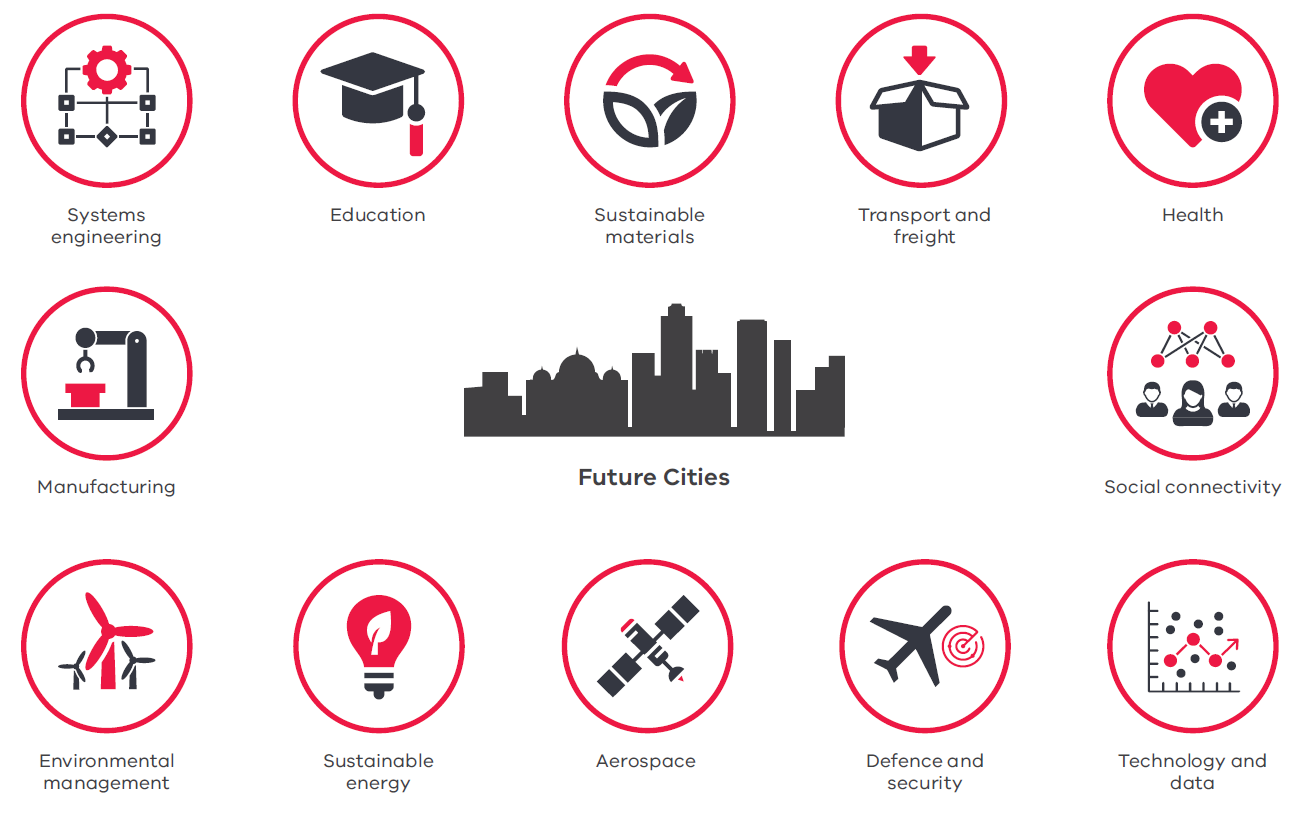 Systems
engineering
Education
Sustainable
materials
Transport and
freight
Health
Manufacturing
Future Cities
Social connectivity
Environmental
management
Sustainable
energy
Aerospace
Defence and
security
Technology and
data